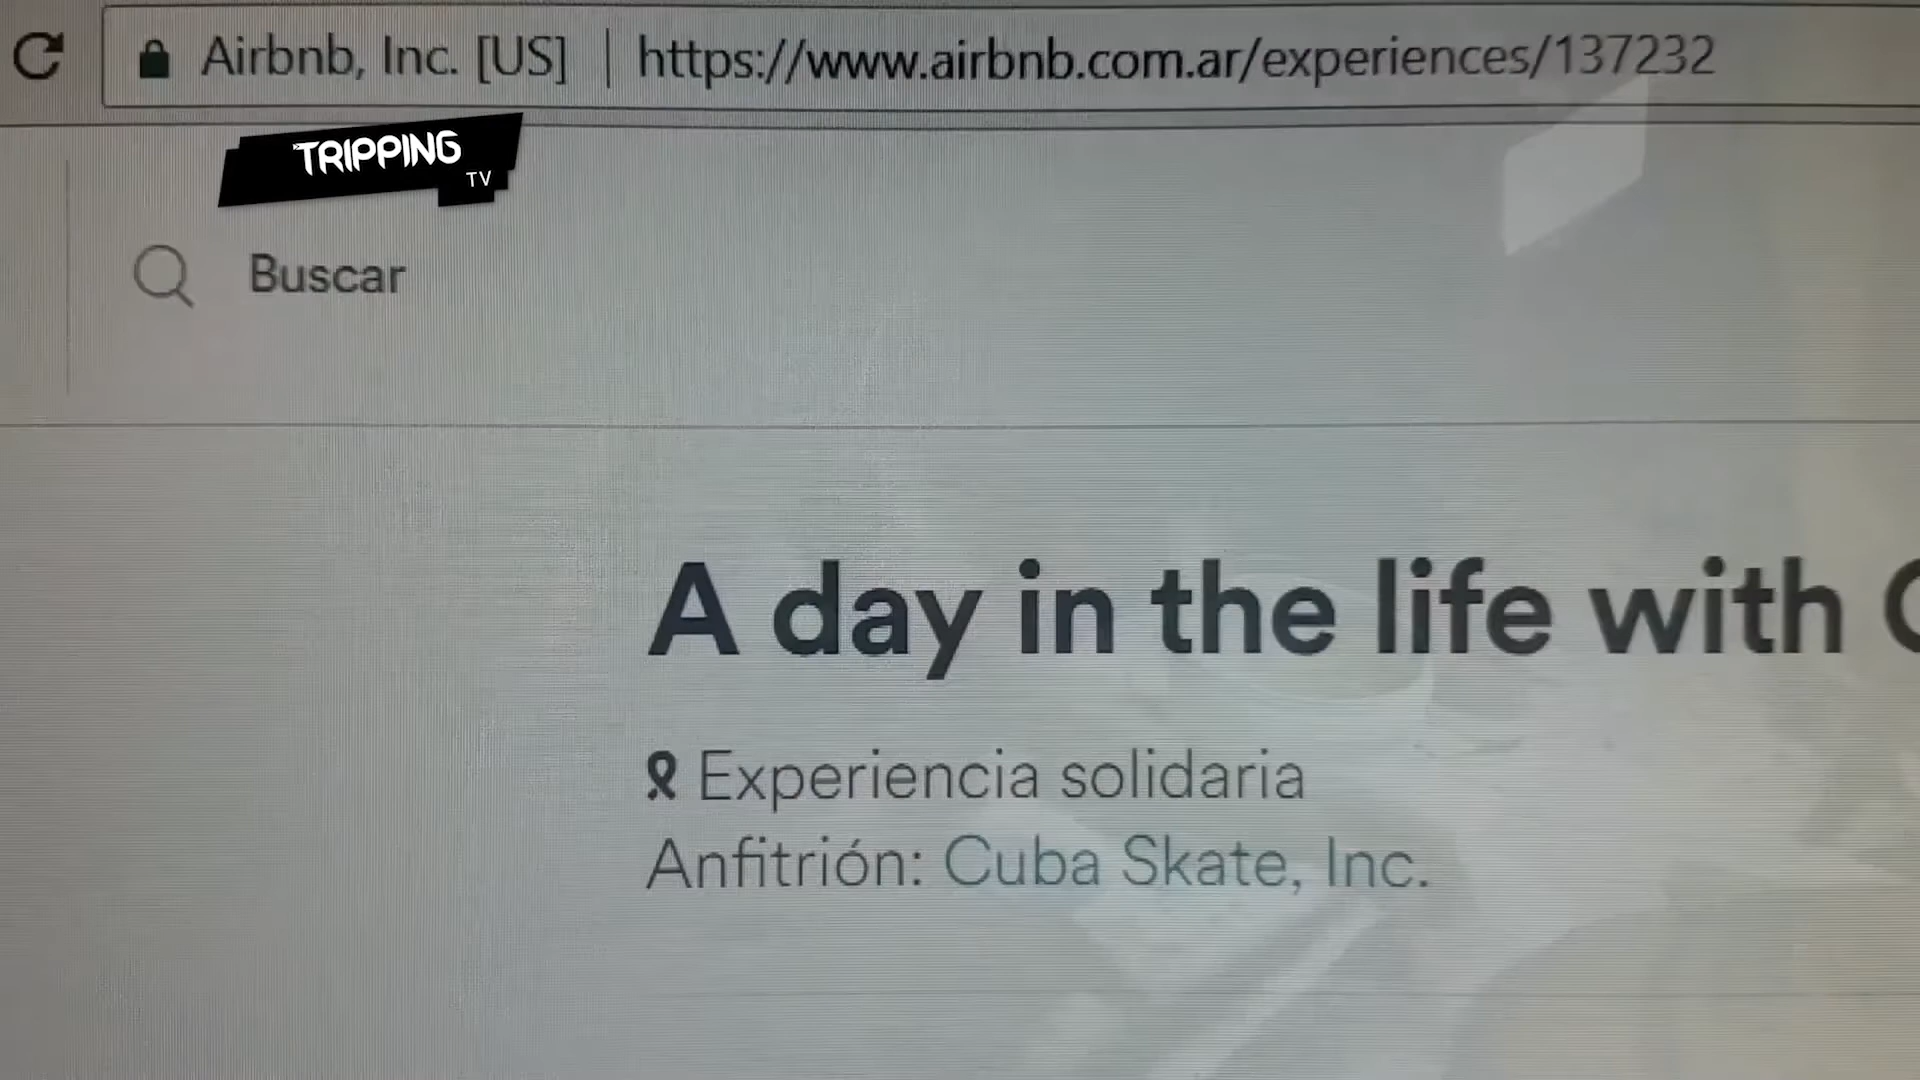 Airbnb, Inc. [US] | https://www.airbnb.com.ar/experiences/137232
TRIPPING
TV
Buscar
A day in the life with
Experiencia solidaria
Anfitrión: Cuba Skate, Inc.